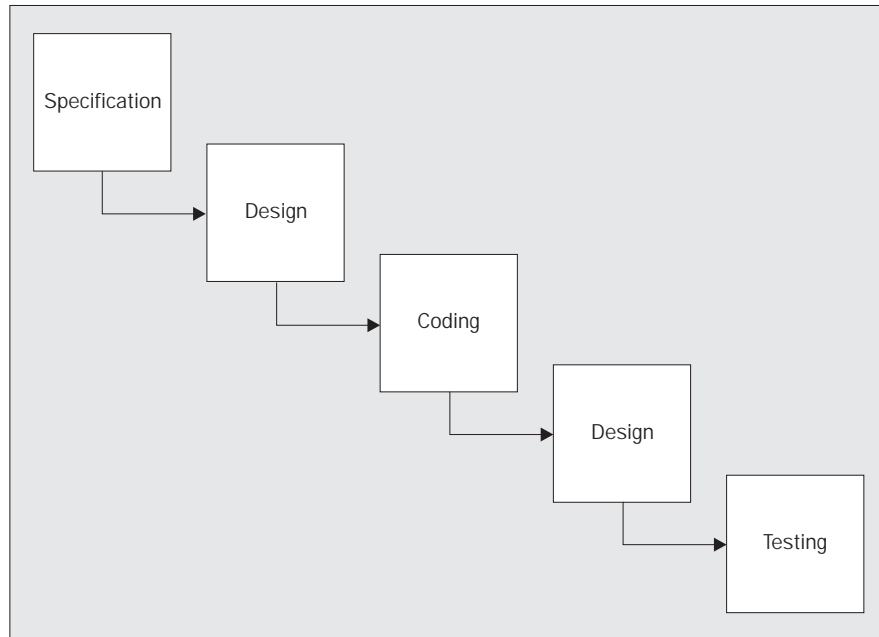 Specification
Design
Coding
Design
Testing